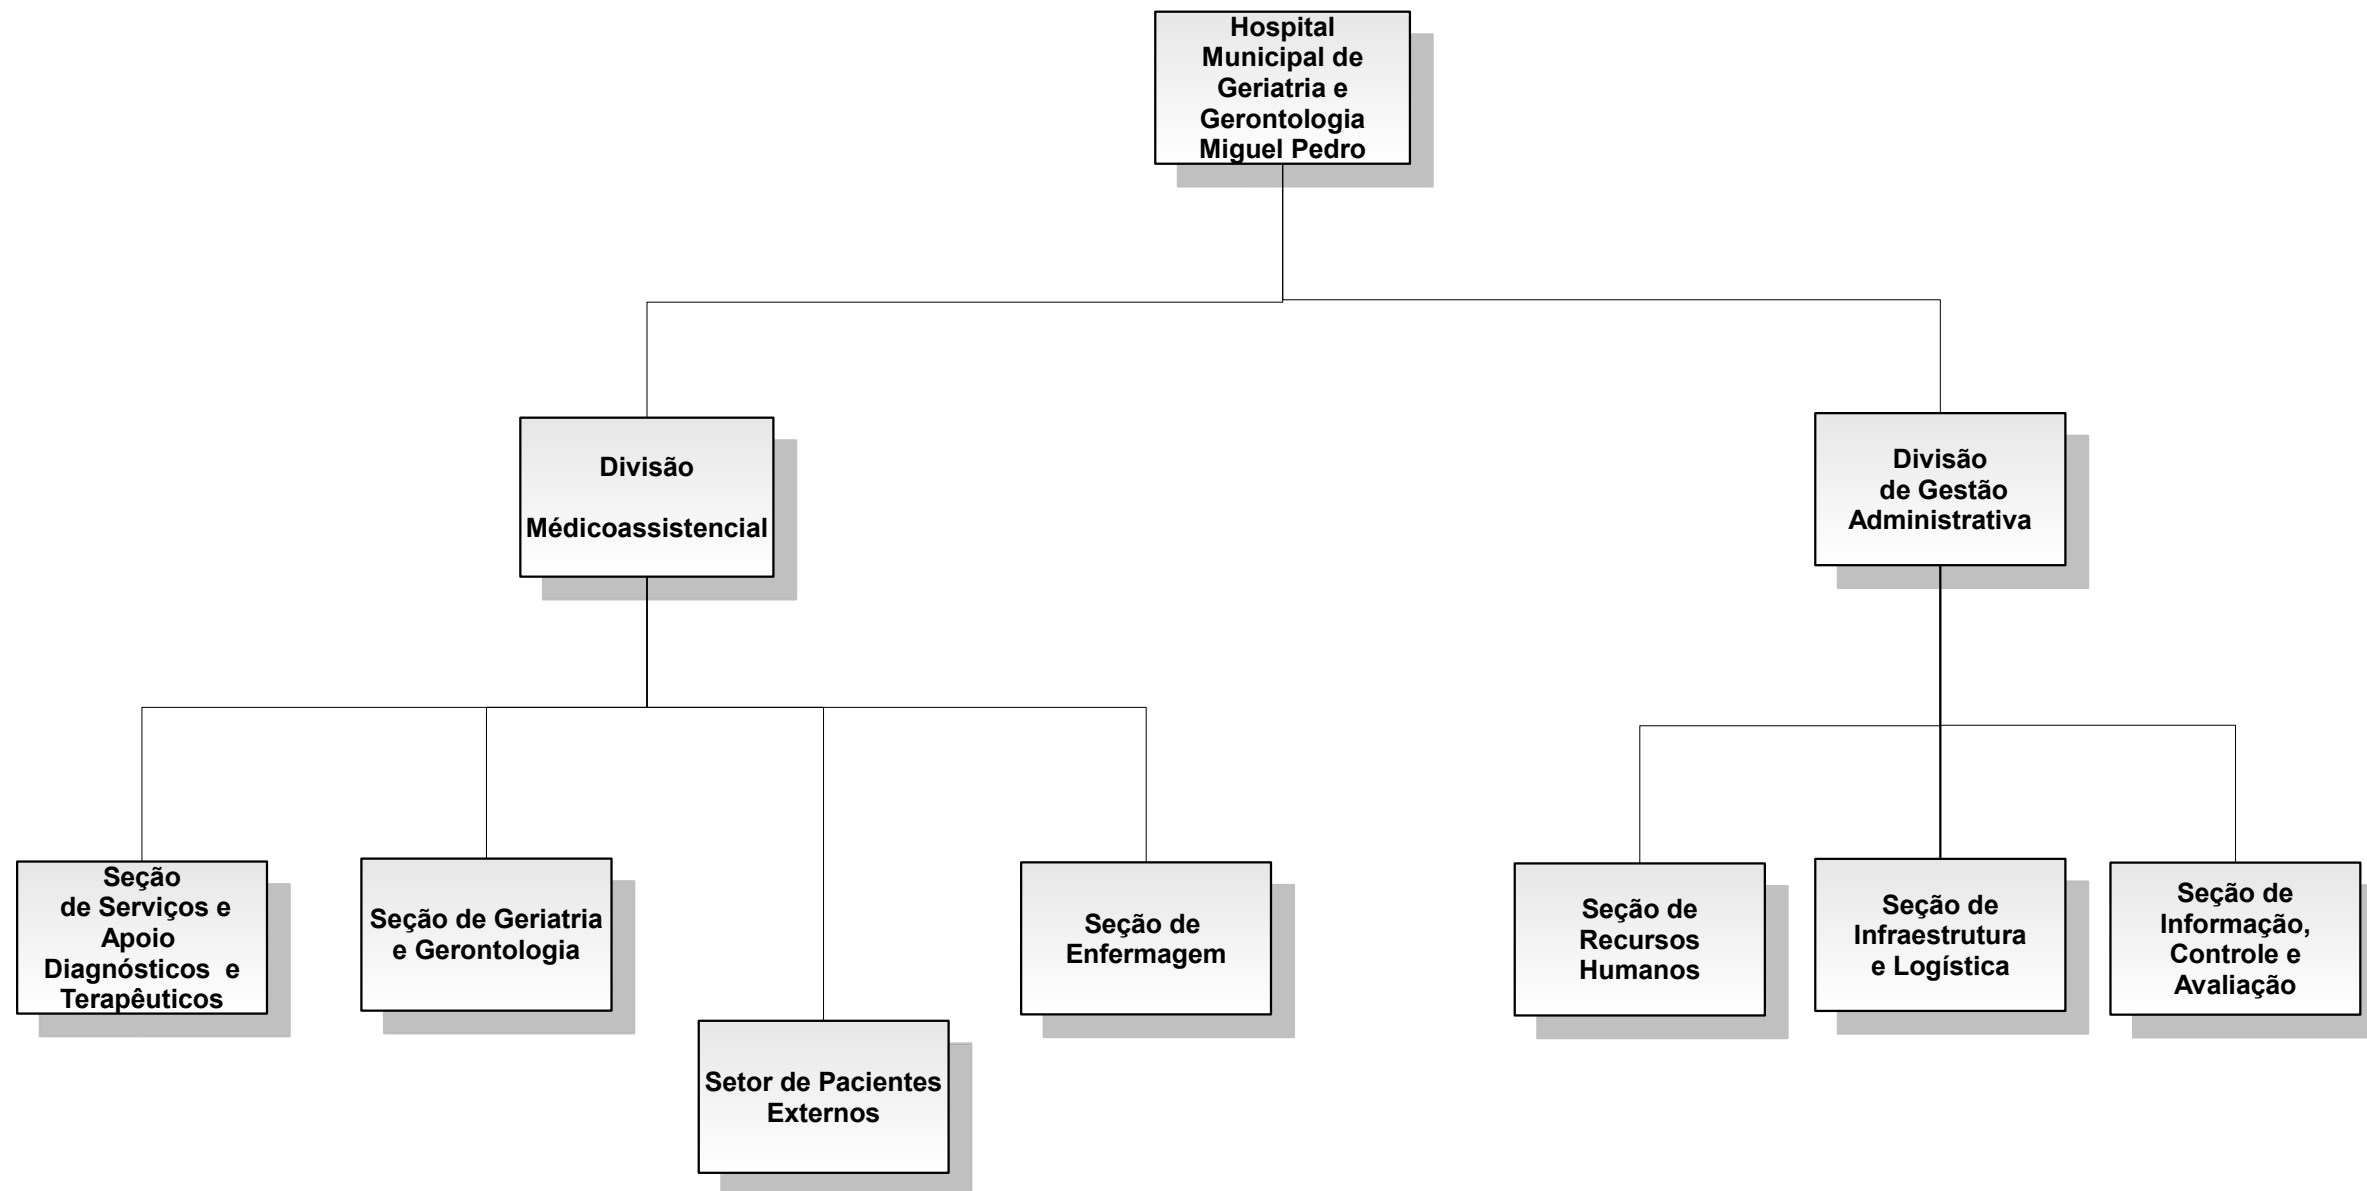 Hospital
Municipal de
Geriatria e
Gerontologia
Miguel Pedro
Divisão
Médicoassistencial
Divisão
de Gestão
Administrativa
Seção
de Serviços e
Apoio
Diagnósticos e
Terapêuticos
Seção de Geriatria
e Gerontologia
Setor de Pacientes
Externos
Seção de
Enfermagem
Seção de
Recursos
Humanos
Seção de
Infraestrutura
e Logística
Seção de
Informação,
Controle e
Avaliação